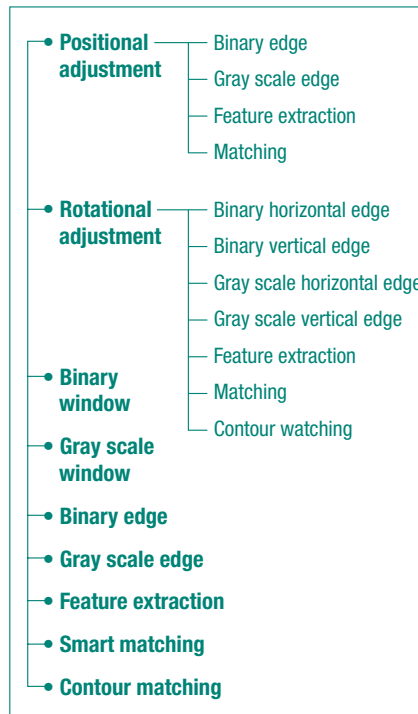 Positional
adjustment
Binary edge
Gray scale edge
Feature extraction
Matching
Rotational
adjustment
Binary horizontal edge
Binary vertical edge
Gray scale horizontal edge
Gray scale vertical edge
Feature extraction
Matching
Contour watching
Binary
window
Gray scale
window
Binary edge
Gray scale edge
Feature extraction
Smart matching
Contour matching